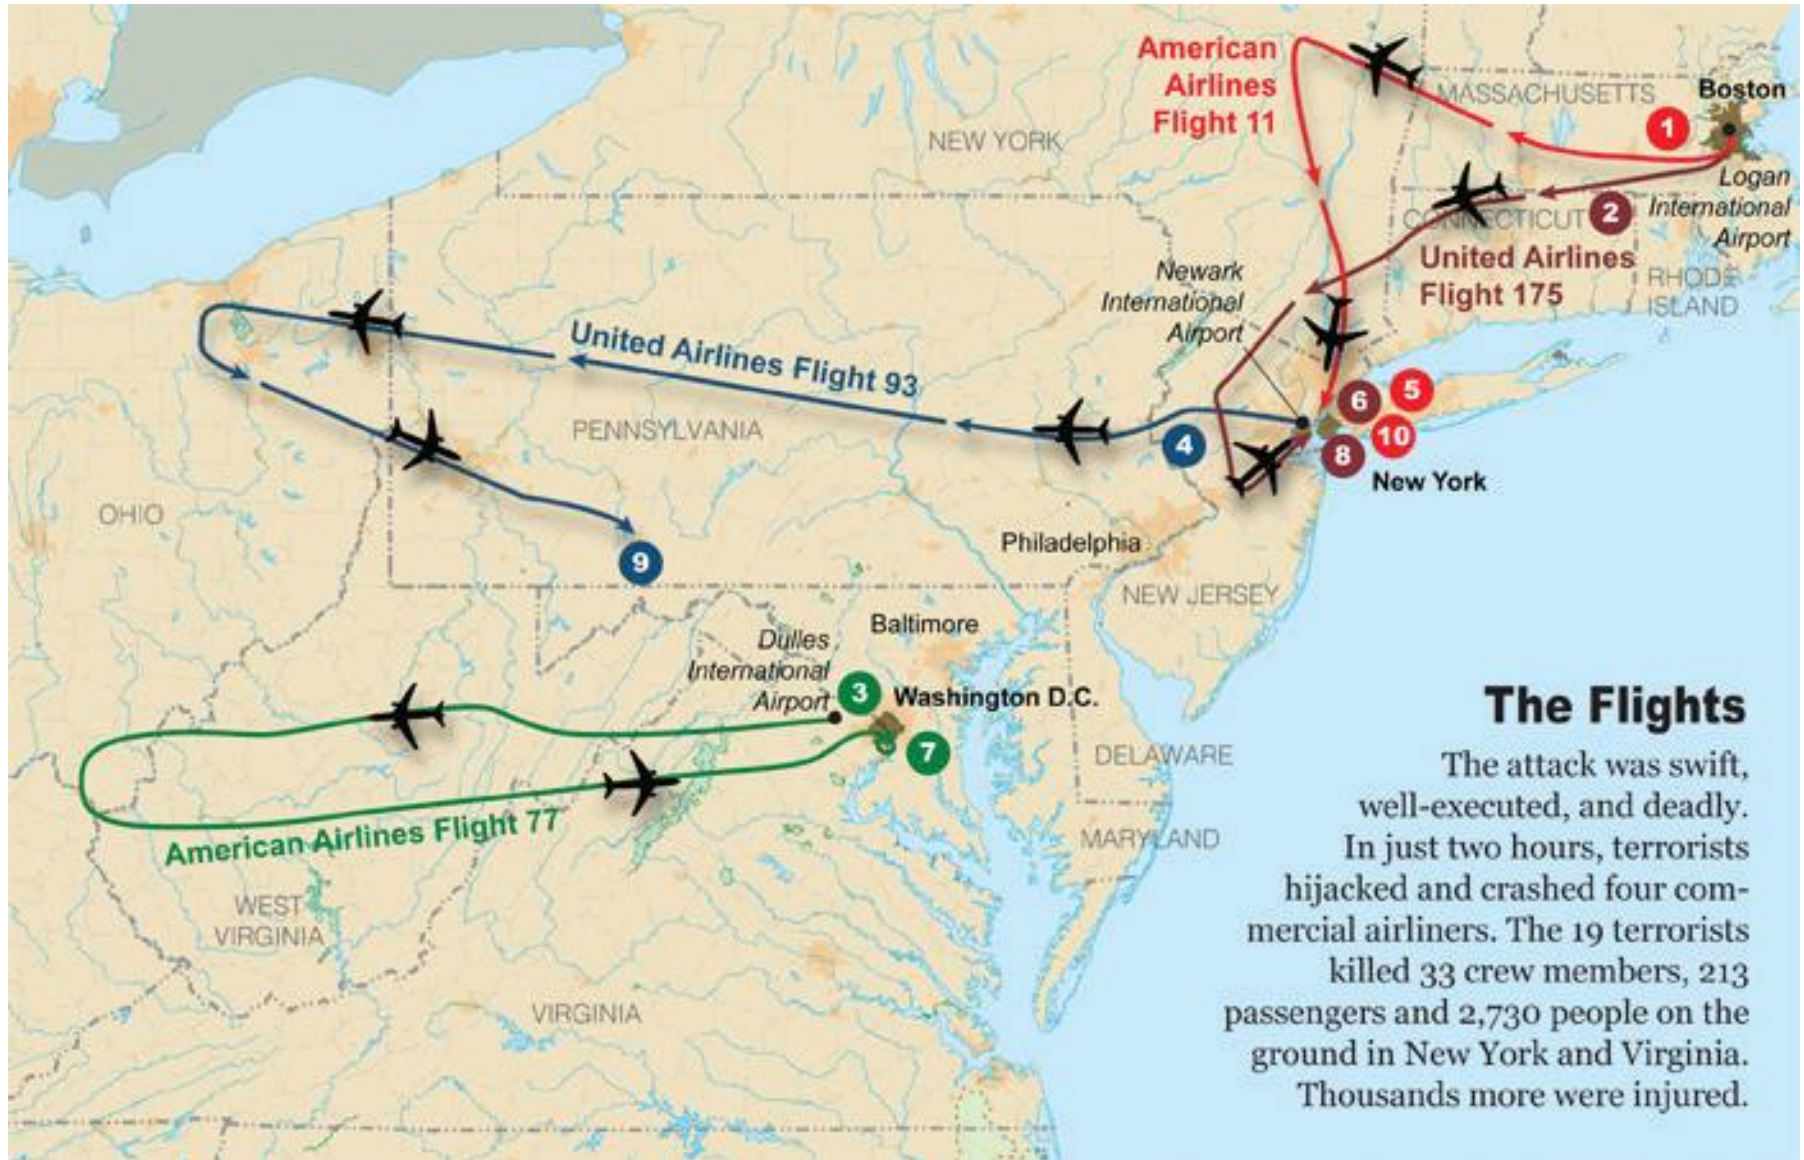 American
Airlines
Flight 11
MASSACHUSETTS
Boston
1
NEW YORK
Logan
International
Airport
CONNECTICUT
2
United Airlines
Flight 175
RHODE
ISLAND
Newark
International
Airport
United Airlines Flight 93
PENNSYLVANIA
4
6
5
10
8
New York
OHIO
9
Philadelphia
NEW JERSEY
Baltimore
Dulles
International
Airport
3
Washington D.C.
7
DELAWARE
MARYLAND
American Airlines Flight 77
WEST
VIRGINIA
VIRGINIA
The Flights
The attack was swift,
well-executed, and deadly.
In just two hours, terrorists
hijacked and crashed four com-
mercial airliners. The 19 terrorists
killed 33 crew members, 213
passengers and 2,730 people on the
ground in New York and Virginia.
Thousands more were injured.